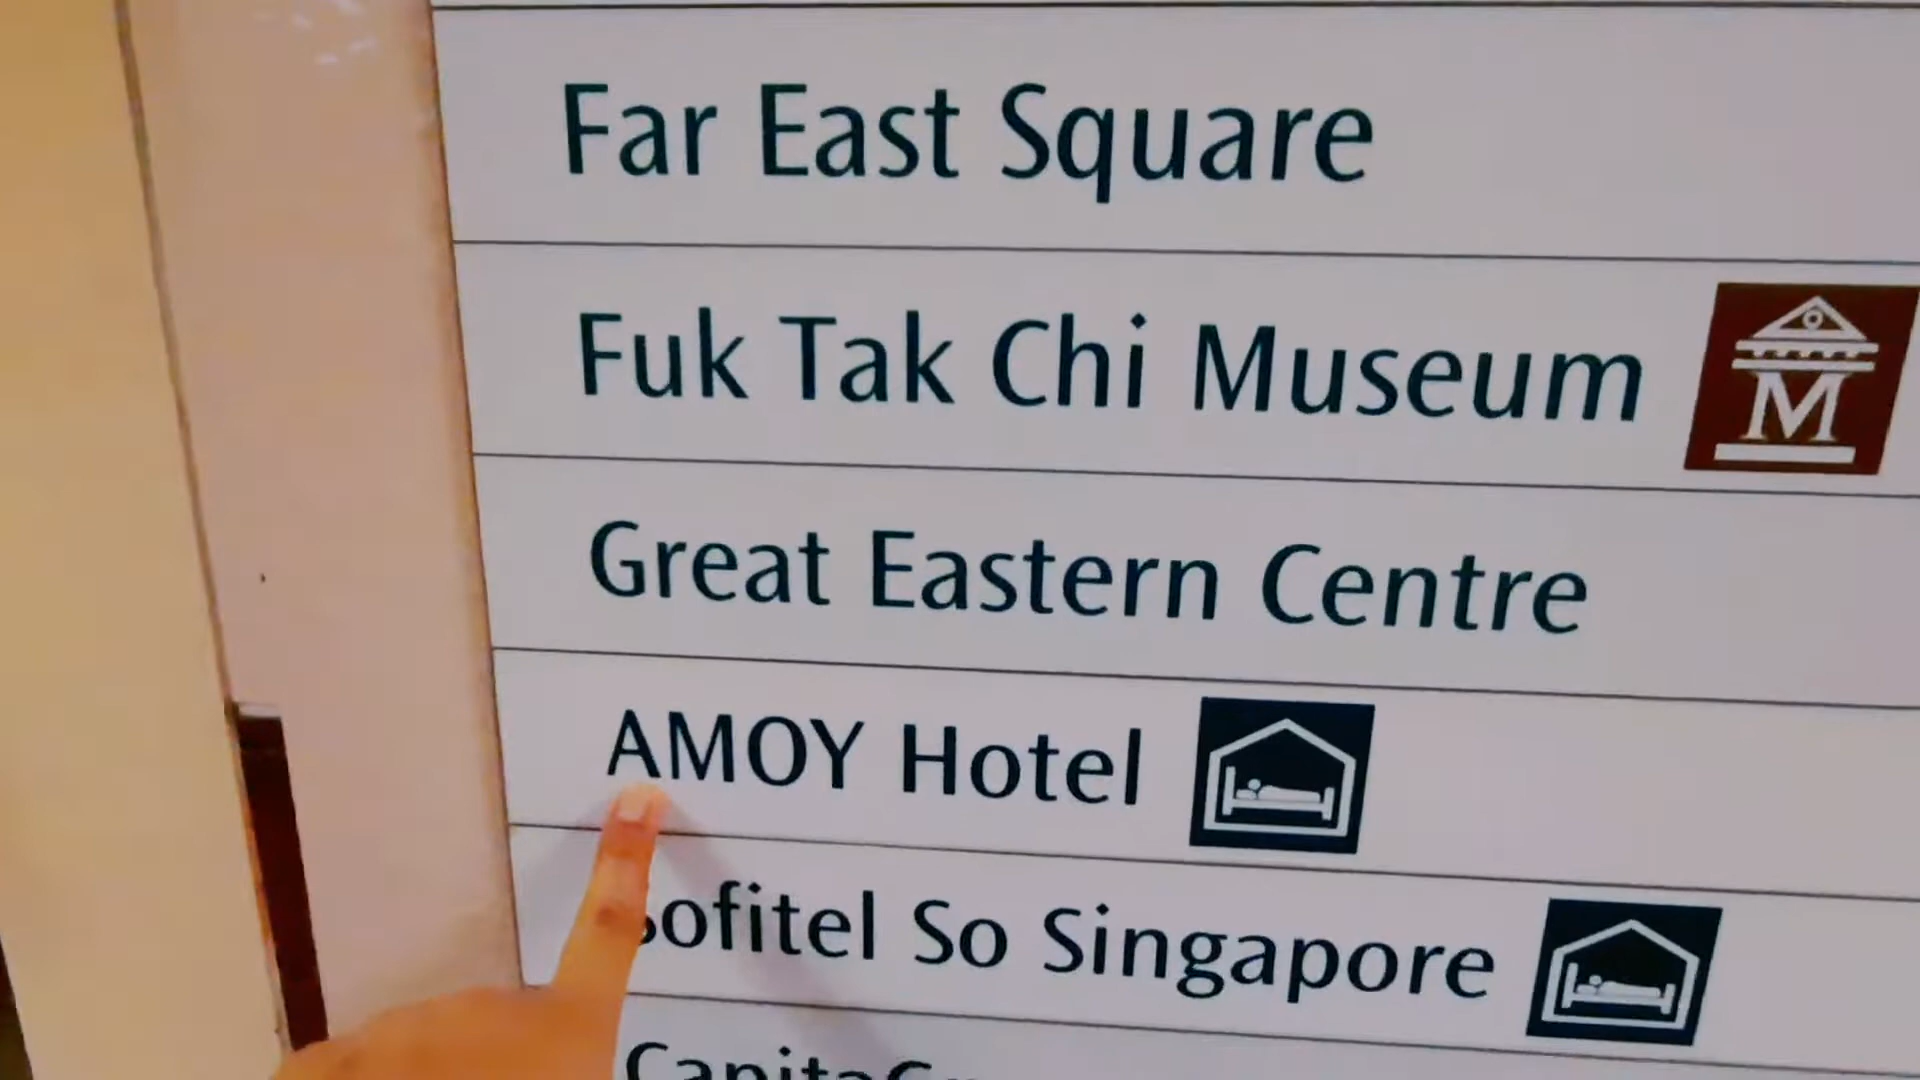 Far East Square
Fuk Tak Chi Museum
M
Great Eastern Centre
AMOY Hotel
Sofitel So Singapore